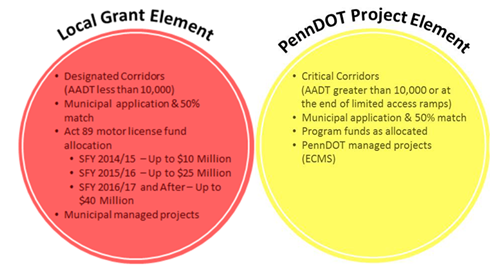 Local Grant Element
• Designated Corridors
(AADT less than 10,000)
• Municipal application & 50%
match
• Act 89 motor license fund
allocation
• SFY 2014/15 – Up to $10 Million
• SFY 2015/16 – Up to $25 Million
• SFY 2016/17 and After – Up to
$40 Million
• Municipal managed projects
PennDOT Project Element
• Critical Corridors
(AADT greater than 10,000 or at
the end of limited access ramps)
• Municipal application & 50% match
• Program funds as allocated
• PennDOT managed projects
(ECMS)